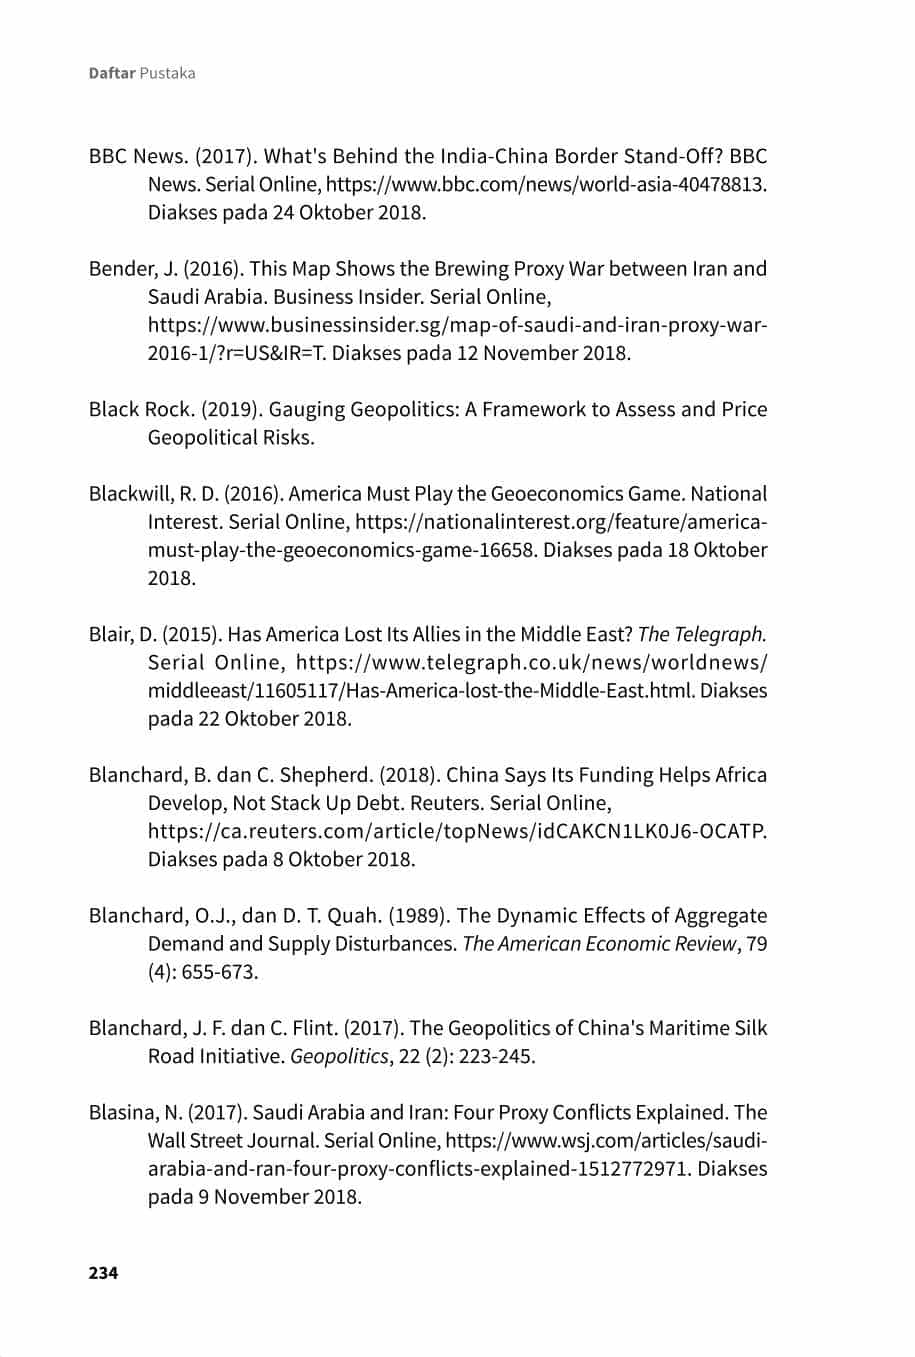 Daftar Pustaka
BBC News. (2017). What's Behind the India-China Border Stand-Off? BBC
News. Serial Online, https://www.bbc.com/news/world-asia-40478813.
Diakses pada 24 Oktober 2018.
Bender, J. (2016). This Map Shows the Brewing Proxy War between Iran and
Saudi Arabia. Business Insider. Serial Online,
https://www.businessinsider.sg/map-of-saudi-and-iran-proxy-war-
2016-1/?r=US&IR=T. Diakses pada 12 November 2018.
Black Rock. (2019). Gauging Geopolitics: A Framework to Assess and Price
Geopolitical Risks.
Blackwill, R. D. (2016). America Must Play the Geoeconomics Game. National
Interest. Serial Online, https://nationalinterest.org/feature/america-
must-play-the-geoeconomics-game-16658. Diakses pada 18 Oktober
2018.
Blair, D. (2015). Has America Lost Its Allies in the Middle East? The Telegraph.
Serial Online, https://www.telegraph.co.uk/news/worldnews/
middleeast/11605117/Has-America-lost-the-Middle-East.html. Diakses
pada 22 Oktober 2018.
Blanchard, B. dan C. Shepherd. (2018). China Says Its Funding Helps Africa
Develop, Not Stack Up Debt. Reuters. Serial Online,
https://ca.reuters.com/article/topNews/idCAKCN1LK0J6-OCATP.
Diakses pada 8 Oktober 2018.
Blanchard, O.J., dan D. T. Quah. (1989). The Dynamic Effects of Aggregate
Demand and Supply Disturbances. The American Economic Review, 79
(4): 655-673.
Blanchard, J. F. dan C. Flint. (2017). The Geopolitics of China's Maritime Silk
Road Initiative. Geopolitics, 22 (2): 223-245.
Blasina, N. (2017). Saudi Arabia and Iran: Four Proxy Conflicts Explained. The
Wall Street Journal. Serial Online, https://www.wsj.com/articles/saudi-
arabia-and-ran-four-proxy-conflicts-explained-1512772971. Diakses
pada 9 November 2018.
234